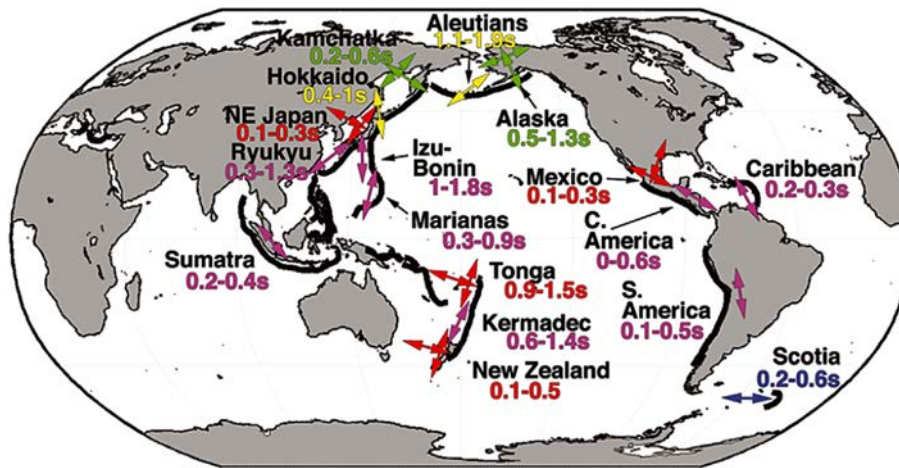 Aleutians
1.1-1.9s
Kamchatka
0.2-0.6s
Hokkaido
0.4-1s
NE Japan
0.1-0.3s
Ryukyu
0.3-1.3s
Izu-
Bonin
1-1.8s
Marianas
0.3-0.9s
Sumatra
0.2-0.4s
Alaska
0.5-1.3s
Mexico
0.1-0.3s
Caribbean
0.2-0.3s
C.
America
0-0.6s
Tonga
0.9-1.5s
Kermadec
0.6-1.4s
New Zealand
0.1-0.5
S.
America
0.1-0.5s
Scotia
0.2-0.6s